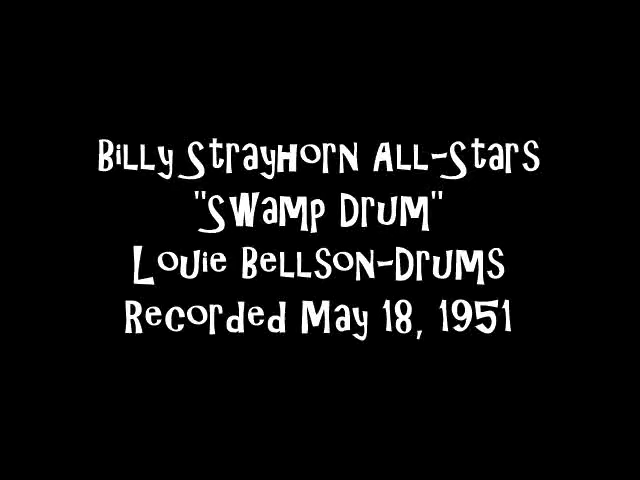 Billy Strayhorn All-Stars
"Swamp Drum"
Louie Bellson-Drums
Recorded May 18, 1951